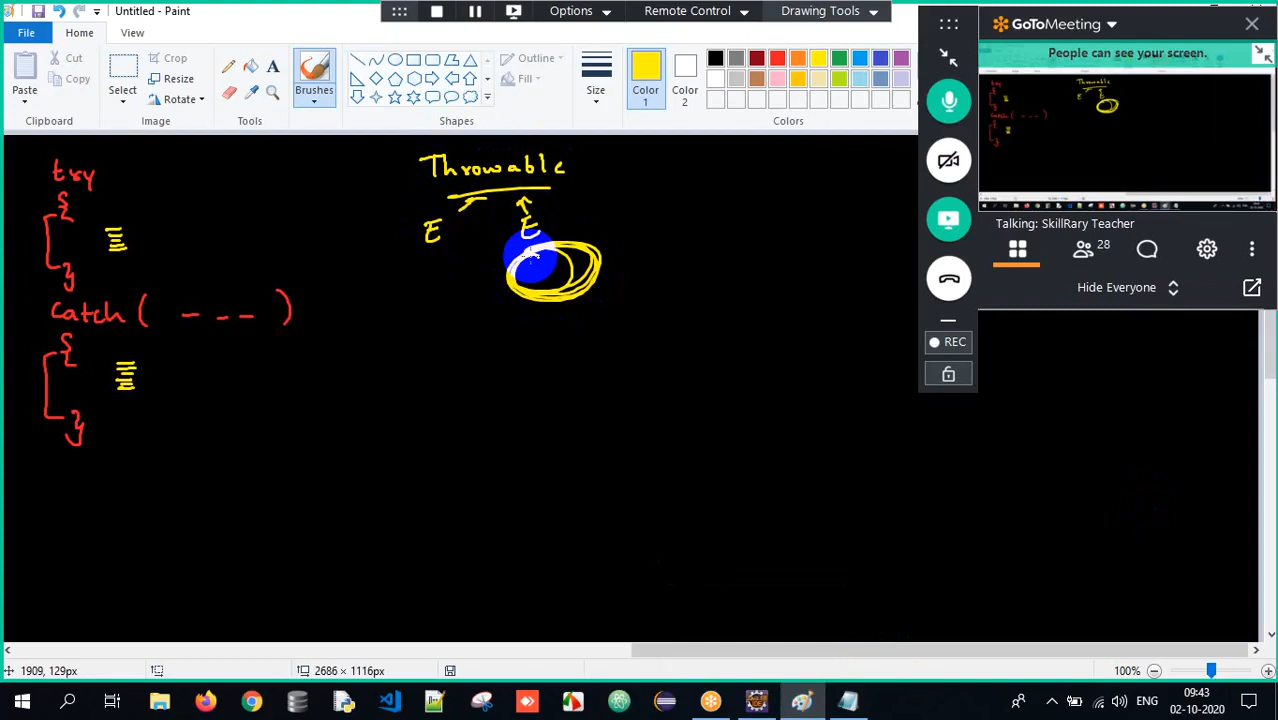 Untitled - Paint
Options
Remote Control
Drawing Tools
File
Home
View
Paste
Cut
Copy
Clipboard
Select
Crop
Resize
Rotate
Image
Tools
Brushes
Outline
Fill
Shapes
Size
Color
1
Color
2
Colors
GoToMeeting
People can see your screen.
Throwable
try
{
}
Catch( - - - )
{
}
E
E
Talking: SkillRary Teacher
28
Hide Everyone
REC
try
{
}
Catch( - - - )
{
}
Throwable
E
E
1909, 129px
2686 × 1116px
100%
ENG
09:43
02-10-2020